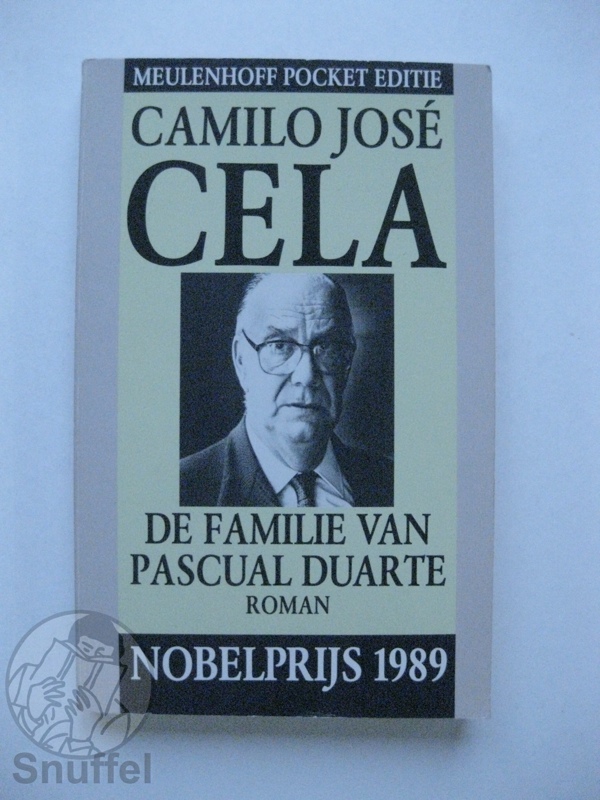 MEULENHOFF POCKET EDITIE
CAMILO JOSÉ
CELA
DE FAMILIE VAN
PASCUAL DUARTE
ROMAN
NOBELPRIJS 1989
Snuffel